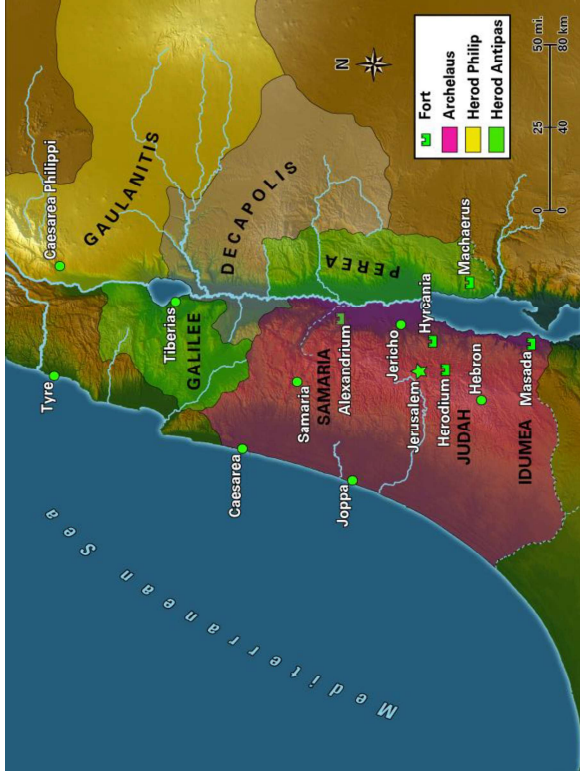 Mediterranean Sea
Tyre
Caesarea Philippi
GAULANITIS
Tiberias
GALILEE
DECAPOLIS
Caesarea
Samaria
SAMARIA
Alexandrium
PEREA
Joppa
Jericho
Jerusalem
Hyrcania
Herodium
Machaerus
JUDAH
Hebron
IDUMEA
Masada
N
Fort
Archelaus
Herod Philip
Herod Antipas
0 25 50 mi.
0 40 80 km